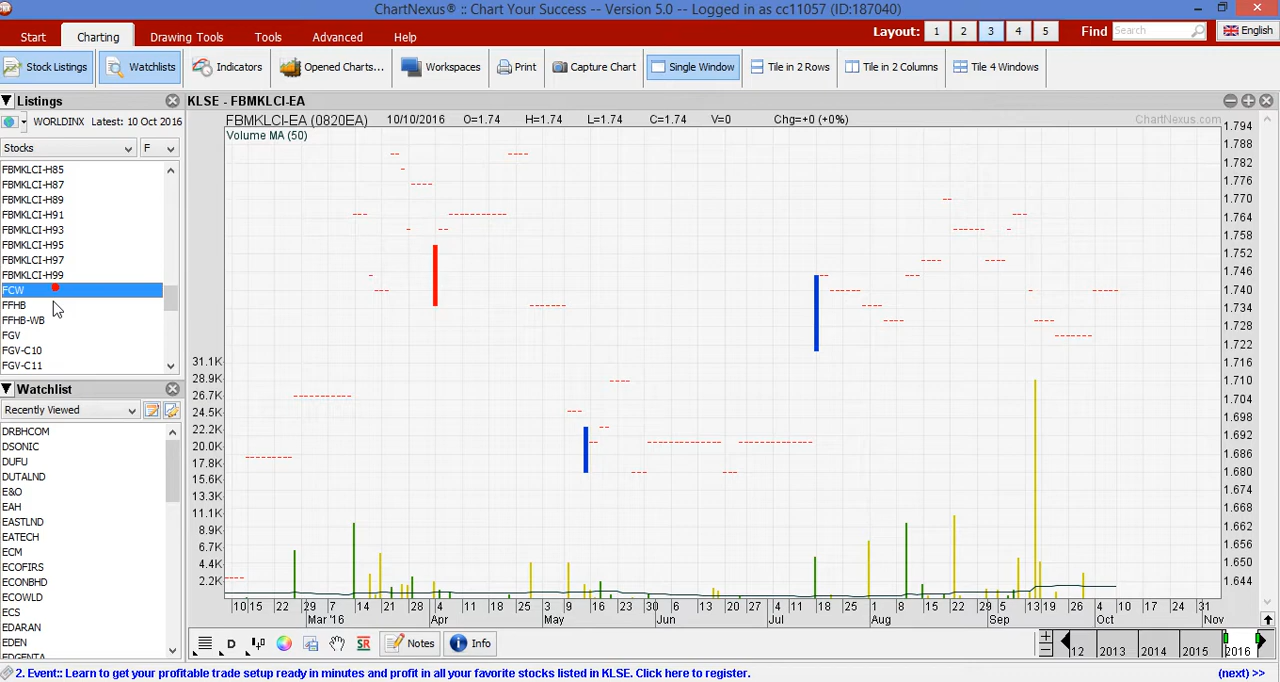 ChartNexus® :: Chart Your Success -- Version 5.0 -- Logged in as cc11057 (ID:187040)
Start Charting Drawing Tools Tools Advanced Help Layout: 1 2 3 4 5 Find Search English
Stock Listings Watchlists Indicators Opened Charts... Workspaces Print Capture Chart Single Window Tile in 2 Rows Tile in 2 Columns Tile 4 Windows
Listings
WORLDINX Latest: 10 Oct 2016
Stocks F
FBMKLCI-H85
FBMKLCI-H87
FBMKLCI-H89
FBMKLCI-H91
FBMKLCI-H93
FBMKLCI-H95
FBMKLCI-H97
FBMKLCI-H99
FCW
FFHB
FFHB-WB
FGV
FGV-C10
FGV-C11
Watchlist
Recently Viewed
DRBHCOM
DSONIC
DUFU
DUTALND
E&O
EAH
EASTLND
EATECH
ECM
ECOFIRS
ECONBHD
ECOWLD
ECS
EDARAN
EDEN
EDGENTA
KLSE - FBMKLCI-EA
FBMKLCI-EA (0820EA) 10/10/2016 O=1.74 H=1.74 L=1.74 C=1.74 V=0 Chg=+0 (+0%) ChartNexus.com
Volume MA (50)
1.794
1.788
1.782
1.776
1.770
1.764
1.758
1.752
1.746
1.740
1.734
1.728
1.722
1.716
1.710
1.704
1.698
1.692
1.686
1.680
1.674
1.668
1.662
1.656
1.650
1.644
31.1K
28.9K
26.7K
24.5K
22.2K
20.0K
17.8K
15.6K
13.3K
11.1K
8.9K
6.7K
4.4K
2.2K
10 15 22 29 7 14 21 28 4 11 18 25 3 9 16 23 30 6 13 20 27 4 11 18 25 1 8 15 22 29 5 13 19 26 4 10 17 24 31
Mar '16 Apr May Jun Jul Aug Sep Oct Nov
D SR Notes Info 12 2013 2014 2015 2016
2. Event:: Learn to get your profitable trade setup ready in minutes and profit in all your favorite stocks listed in KLSE. Click here to register. (next) >>